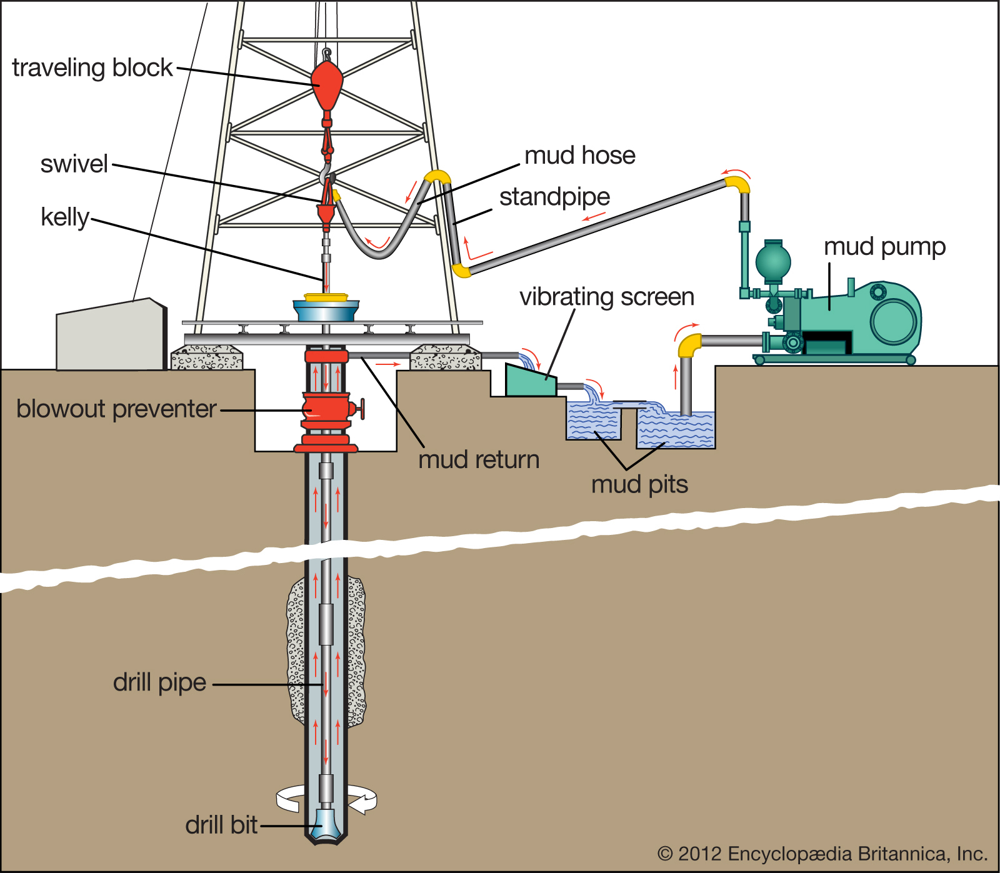 traveling block
swivel
mud hose
standpipe
kelly
mud pump
vibrating screen
blowout preventer
mud return
mud pits
drill pipe
drill bit
© 2012 Encyclopædia Britannica, Inc.